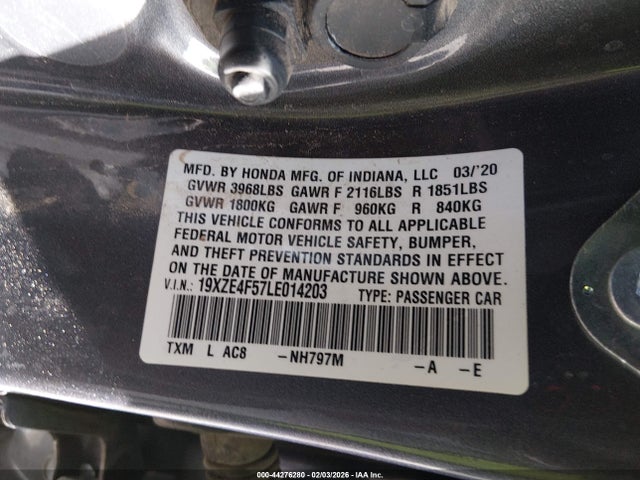 MFD. BY HONDA MFG. OF INDIANA, LLC 03/'20
GVWR 3968LBS GAWR F 2116LBS R 1851LBS
GVWR 1800KG GAWR F 960KG R 840KG
THIS VEHICLE CONFORMS TO ALL APPLICABLE
FEDERAL MOTOR VEHICLE SAFETY, BUMPER,
AND THEFT PREVENTION STANDARDS IN EFFECT
ON THE DATE OF MANUFACTURE SHOWN ABOVE.
V.I.N.: 19XZE4F57LE014203 TYPE: PASSENGER CAR
TXM L AC8 -NH797M -A -E
000-44276280 - 02/03/2026 - IAA, Inc.